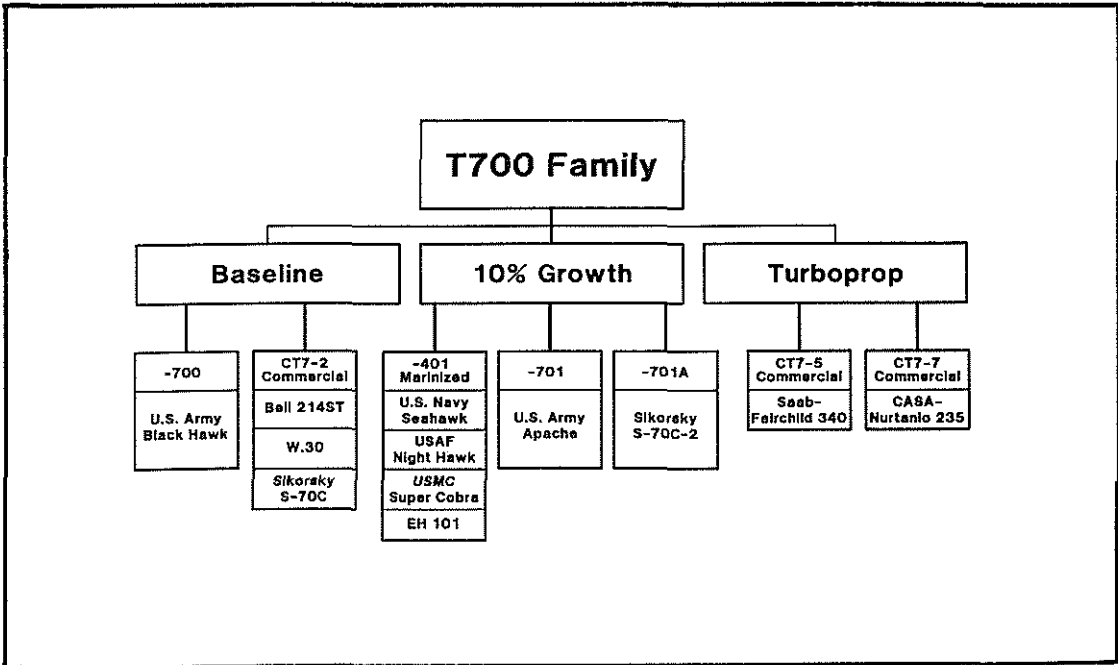 T700 Family
Baseline
10% Growth
Turboprop
-700
U.S. Army
Black Hawk
CT7-2
Commercial
Bell 214ST
W.30
Sikorsky
S-70C
-401
Marinized
U.S. Navy
Seahawk
USAF
Night Hawk
USMC
Super Cobra
EH 101
-701
U.S. Army
Apache
-701A
Sikorsky
S-70C-2
CT7-5
Commercial
Saab-
Fairchild 340
CT7-7
Commercial
CASA-
Nurtanio 235